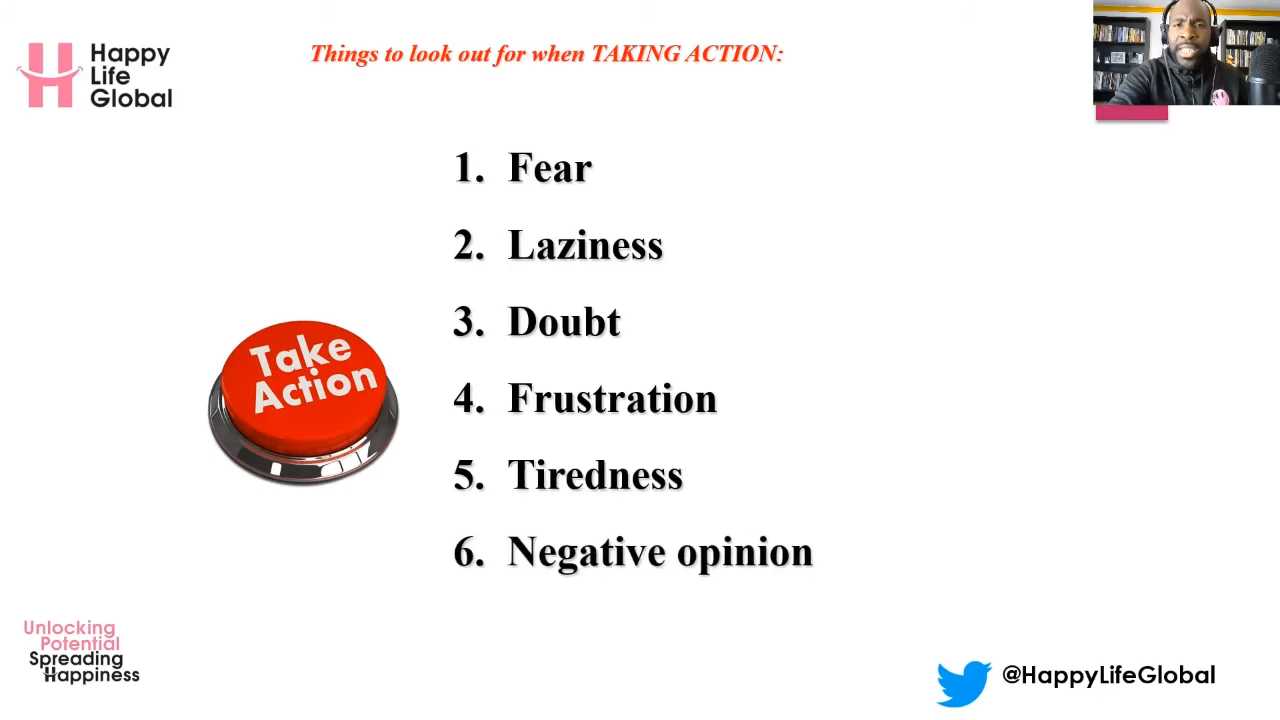 Happy
Life
Global
Things to look out for when TAKING ACTION:
1. Fear
2. Laziness
3. Doubt
4. Frustration
5. Tiredness
6. Negative opinion
Take
Action
Unlocking
Potential
Spreading
Happiness
@HappyLifeGlobal